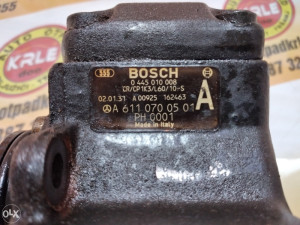 KRLE
BOSCH
0 445 010 008
CR/CP1K3/L60/10-S
02.01.31 A 00925 162463
A
A 611 070 05 01
PH 0001
Made in Italy
olx